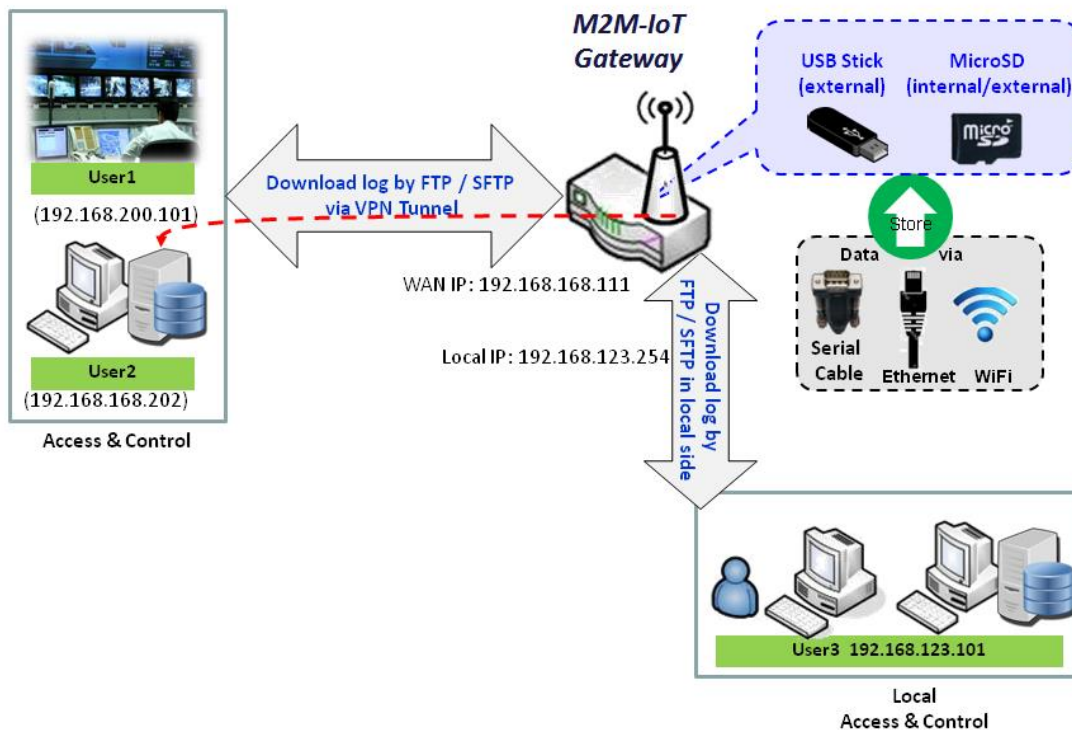 M2M-IoT
Gateway
USB Stick
(external)
MicroSD
(internal/external)
Micro
SD
User1
(192.168.200.101)
Download log by FTP / SFTP
via VPN Tunnel
Store
Data via
WAN IP: 192.168.168.111
Serial
Cable
Ethernet
WiFi
Local IP: 192.168.123.254
Download log by
FTP / SFTP in local side
User2
(192.168.168.202)
Access & Control
User3 192.168.123.101
Local
Access & Control